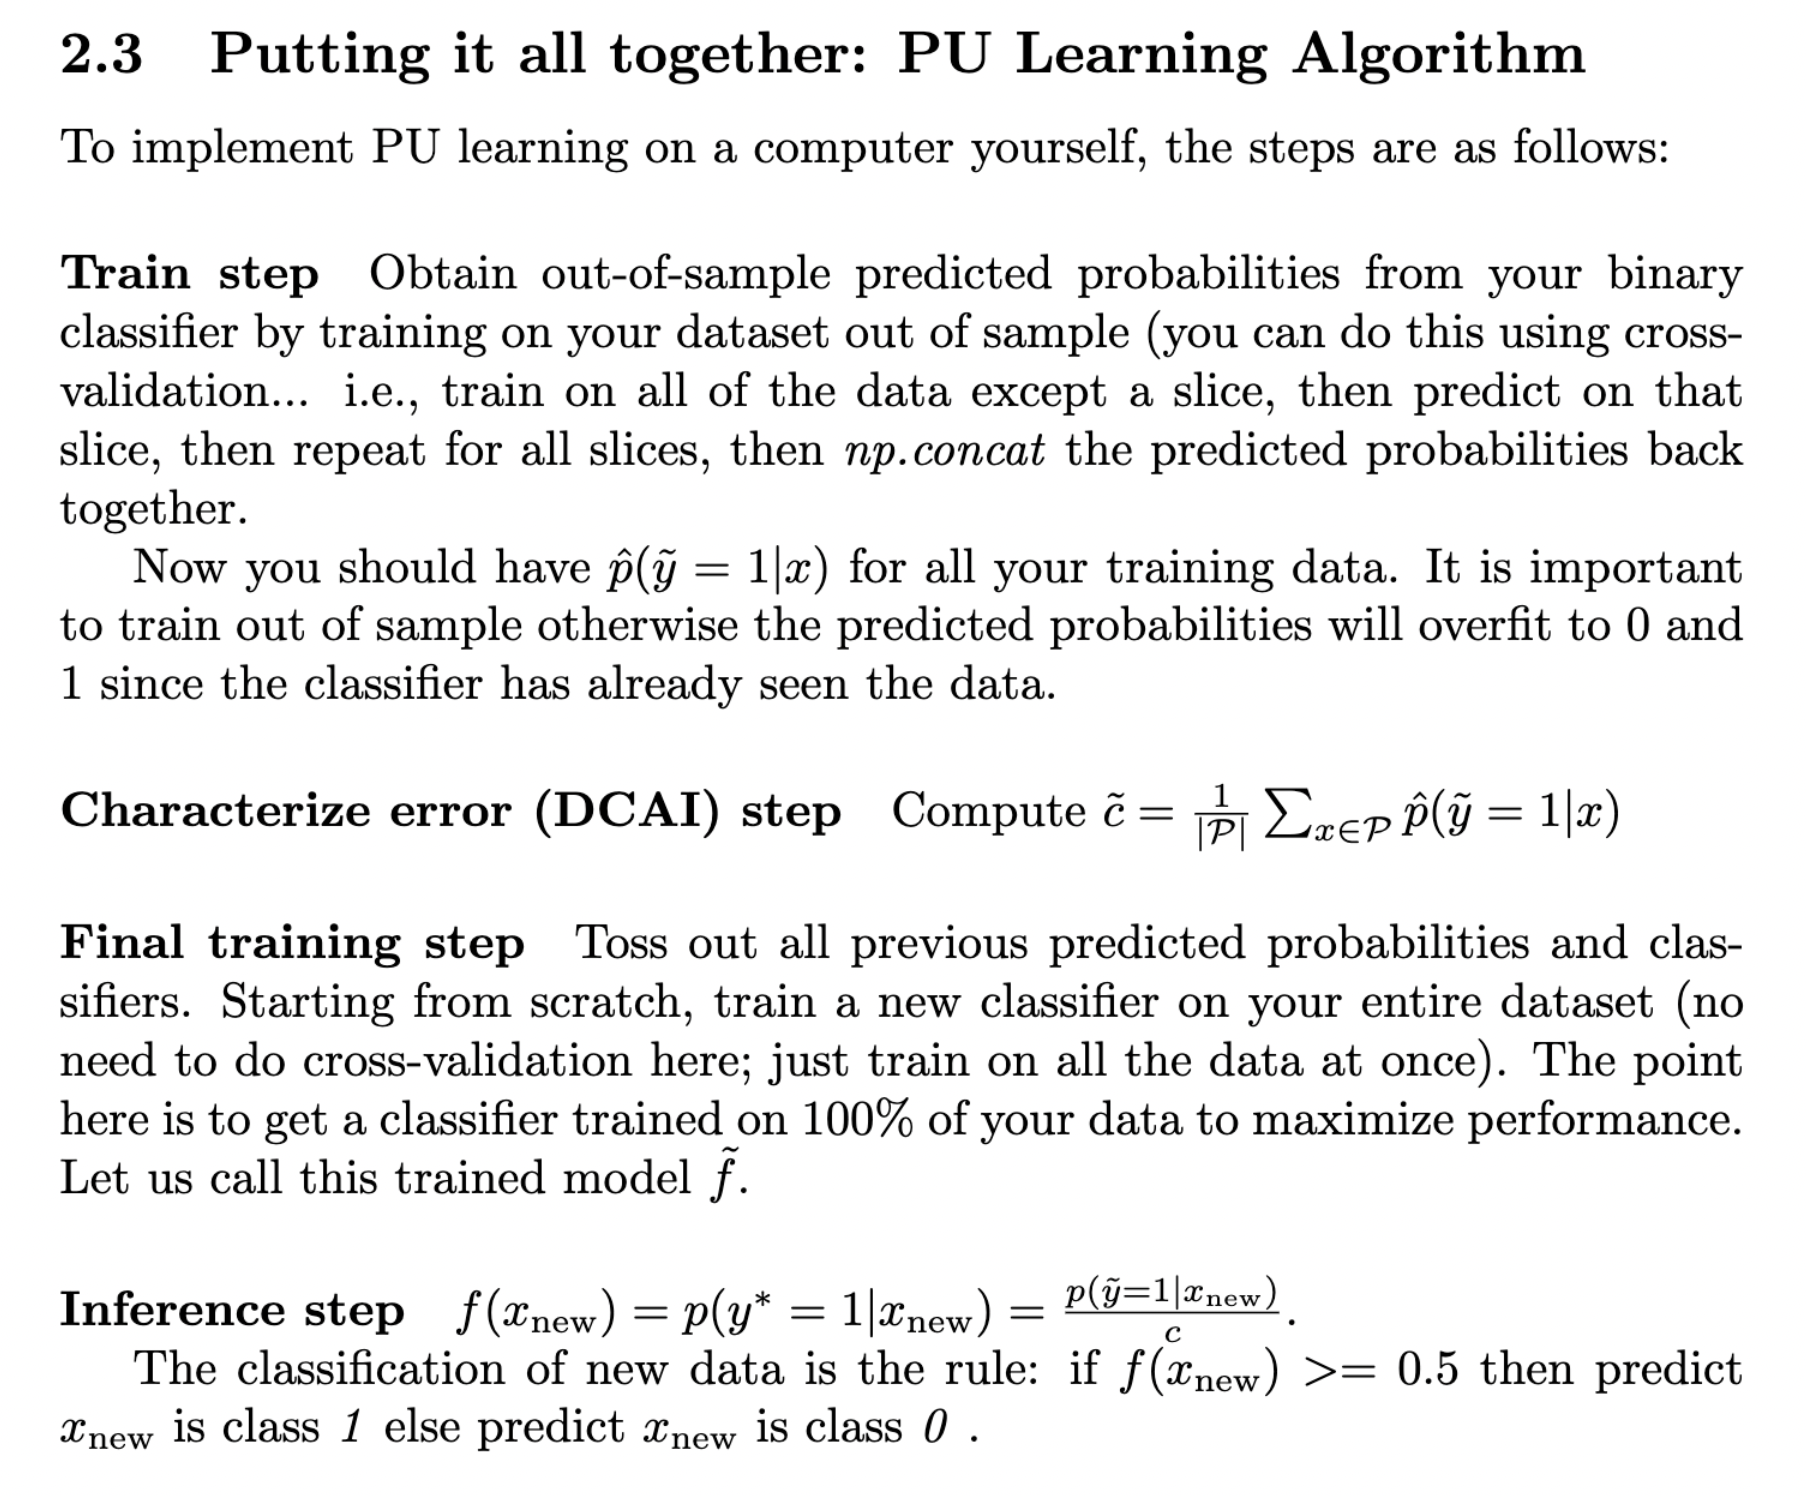 2.3 Putting it all together: PU Learning Algorithm
To implement PU learning on a computer yourself, the steps are as follows:
Train step Obtain out-of-sample predicted probabilities from your binary
classifier by training on your dataset out of sample (you can do this using cross-
validation... i.e., train on all of the data except a slice, then predict on that
slice, then repeat for all slices, then np.concat the predicted probabilities back
together.
Now you should have p̂(ỹ = 1|x) for all your training data. It is important
to train out of sample otherwise the predicted probabilities will overfit to 0 and
1 since the classifier has already seen the data.
Characterize error (DCAI) step Compute c̃ = 1/|𝒫| ∑_{x∈𝒫} p̂(ỹ = 1|x)
Final training step Toss out all previous predicted probabilities and clas-
sifiers. Starting from scratch, train a new classifier on your entire dataset (no
need to do cross-validation here; just train on all the data at once). The point
here is to get a classifier trained on 100% of your data to maximize performance.
Let us call this trained model f̃.
Inference step f(x_new) = p(y* = 1|x_new) = p(ỹ=1|x_new)/c.
The classification of new data is the rule: if f(x_new) >= 0.5 then predict
x_new is class 1 else predict x_new is class 0 .